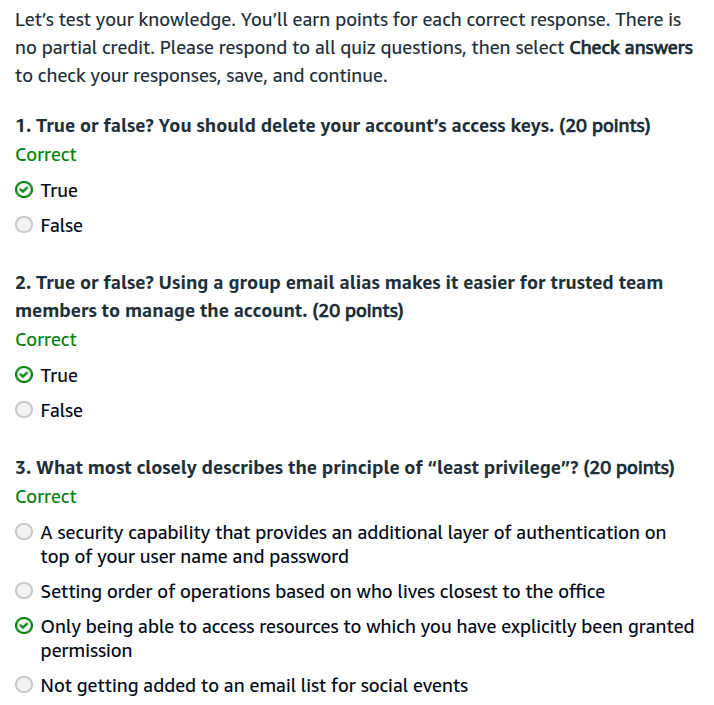 Let’s test your knowledge. You’ll earn points for each correct response. There is
no partial credit. Please respond to all quiz questions, then select Check answers
to check your responses, save, and continue.
1. True or false? You should delete your account’s access keys. (20 points)
Correct
True
False
2. True or false? Using a group email alias makes it easier for trusted team
members to manage the account. (20 points)
Correct
True
False
3. What most closely describes the principle of “least privilege”? (20 points)
Correct
A security capability that provides an additional layer of authentication on
top of your user name and password
Setting order of operations based on who lives closest to the office
Only being able to access resources to which you have explicitly been granted
permission
Not getting added to an email list for social events